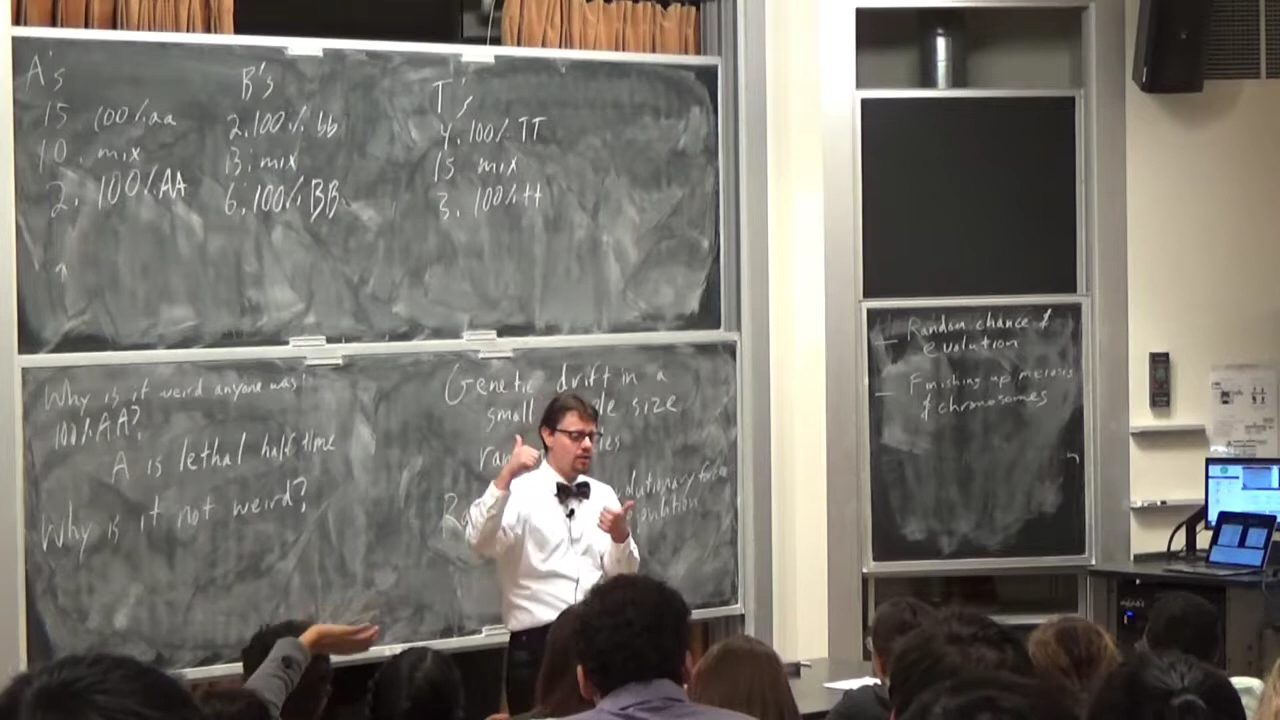 A's
15 100% aa
10. mix
2. 100% AA
B's
2. 100% bb
13. mix
6. 100% BB
T's
4. 100% TT
15 mix
3. 100% tt
Why is it weird anyone was
100% AA?
A is lethal half time
Why is it not weird?
Genetic drift in a
small size
Random chance &
evolution
Finishing up meiosis
& chromosomes